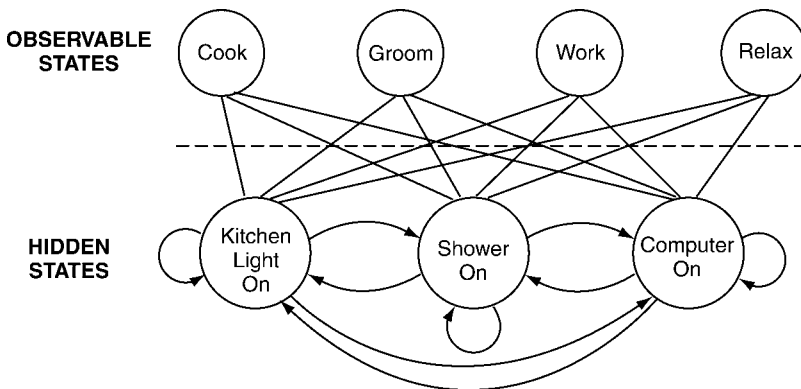 OBSERVABLE
STATES
Cook
Groom
Work
Relax
HIDDEN
STATES
Kitchen
Light
On
Shower
On
Computer
On